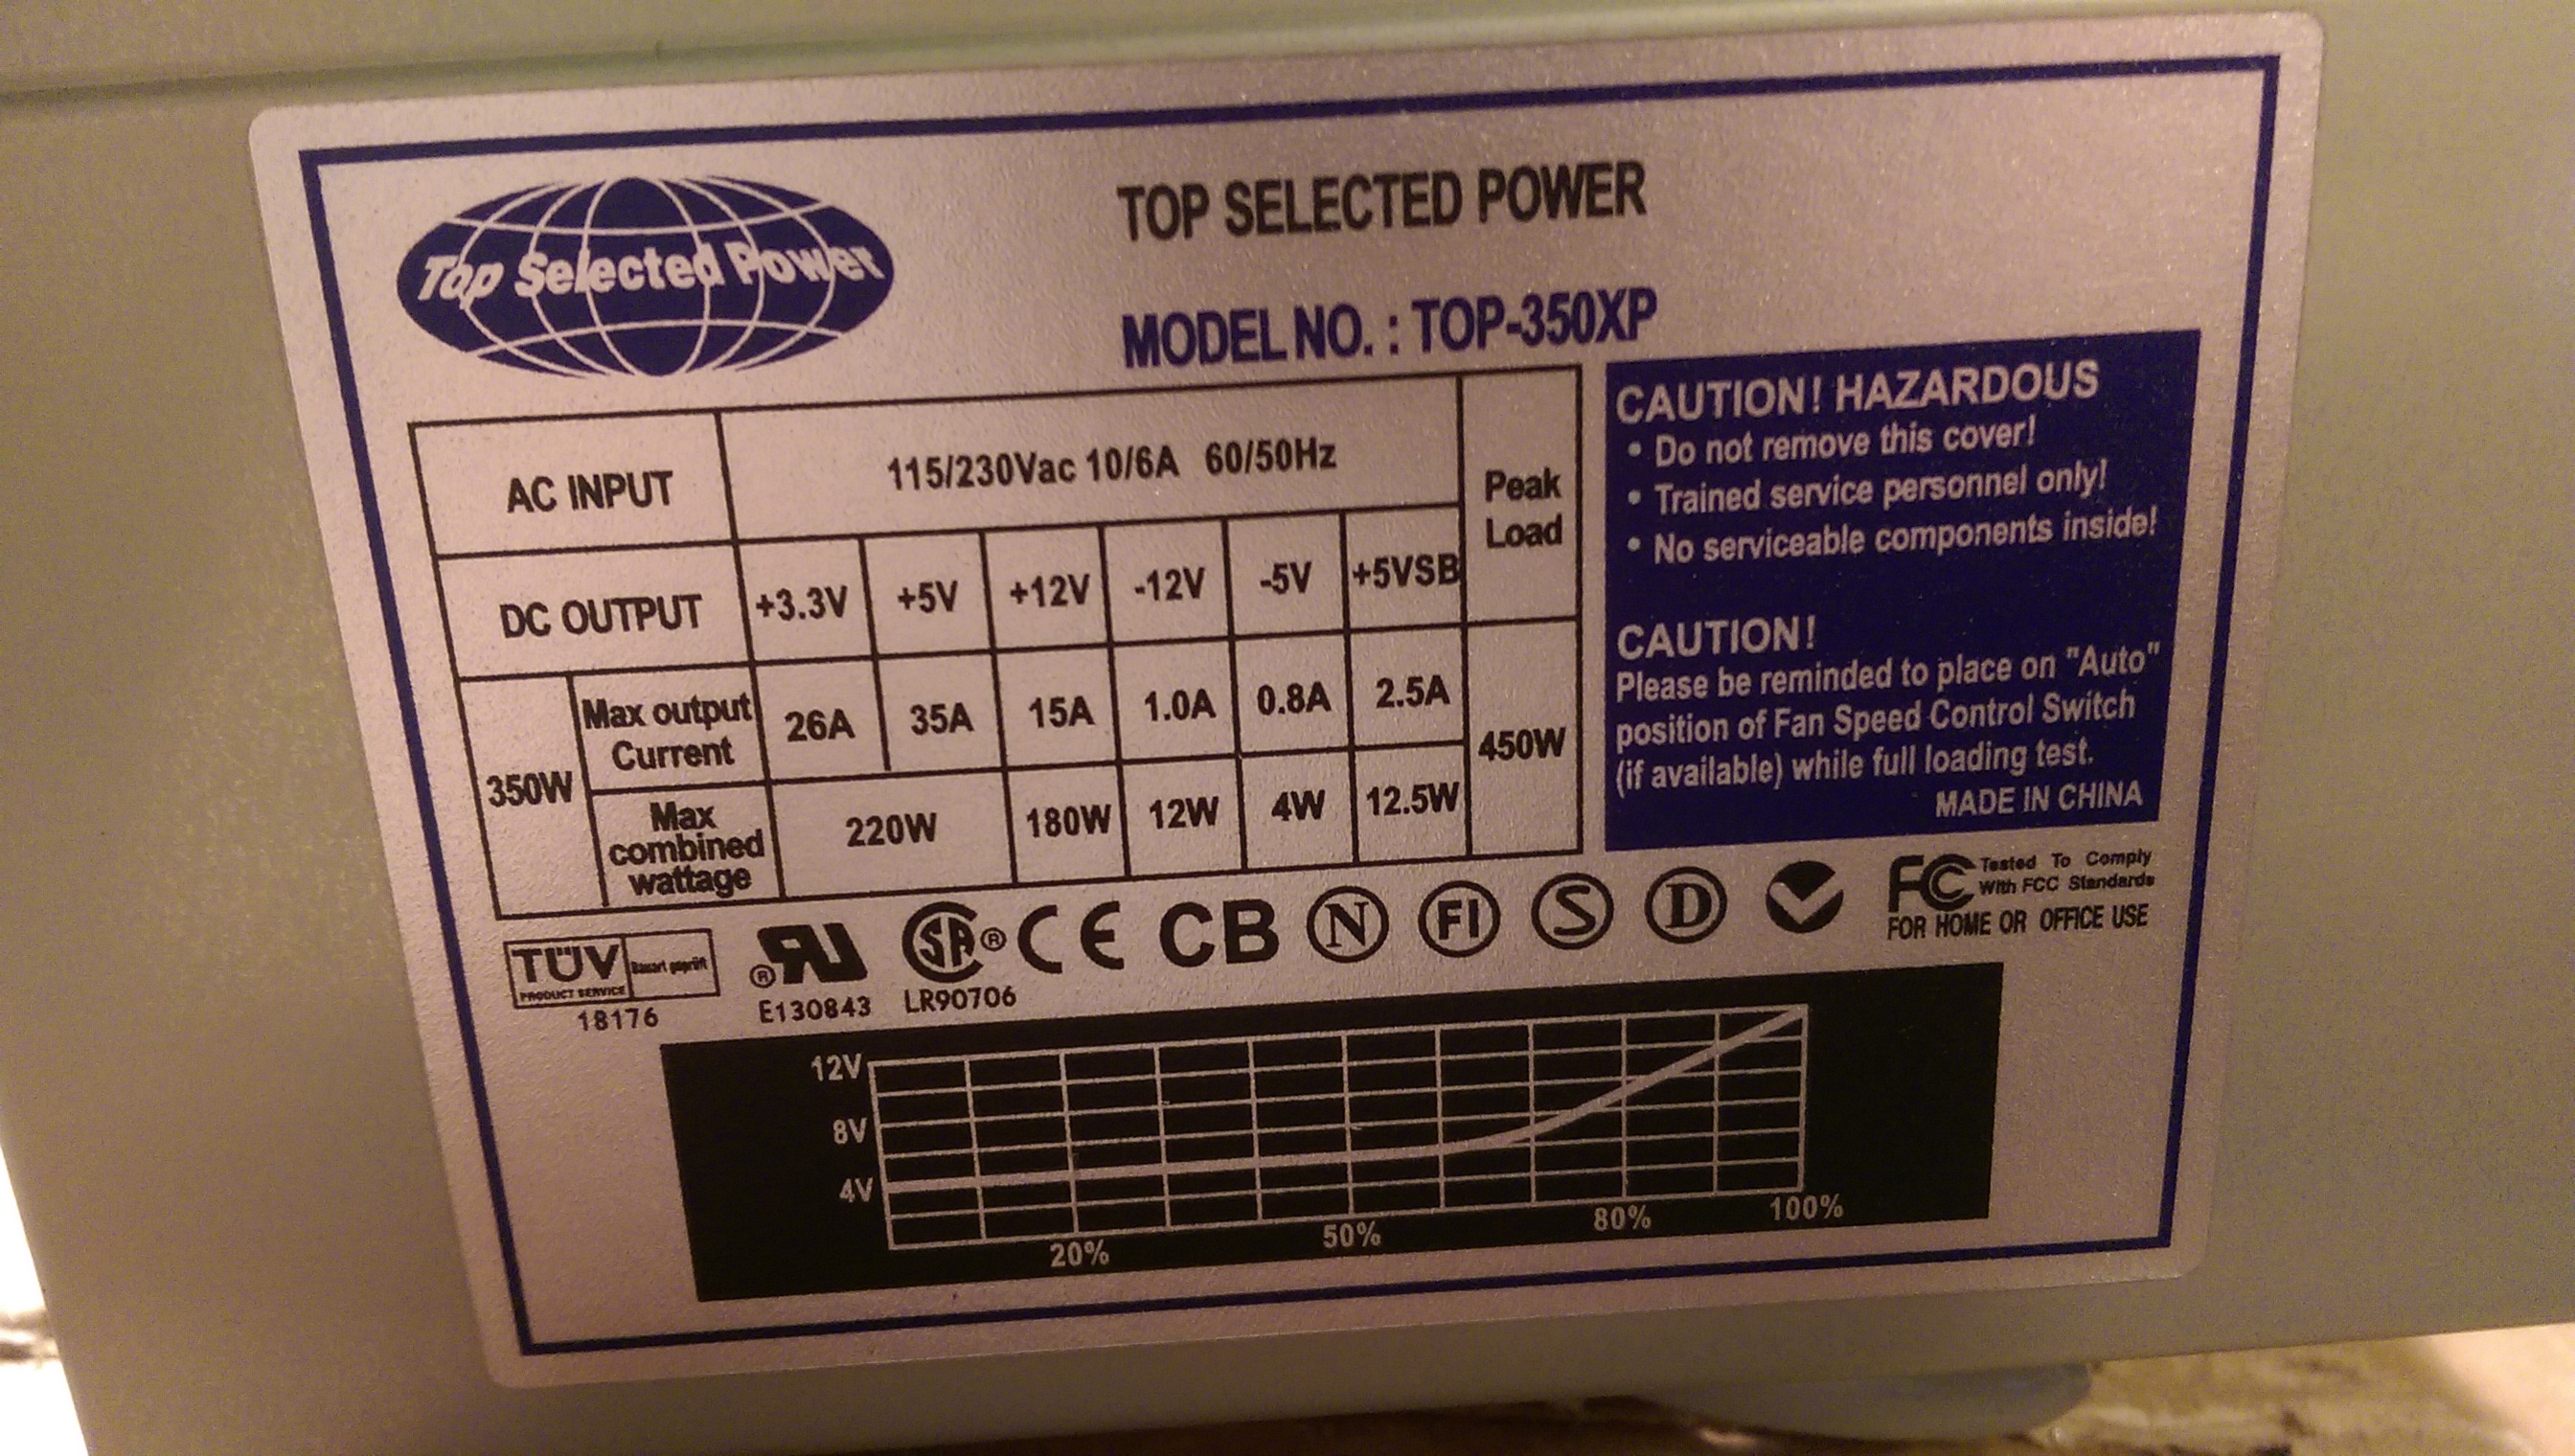 Top Selected Power
TOP SELECTED POWER
MODEL NO. : TOP-350XP
AC INPUT 115/230Vac 10/6A 60/50Hz Peak Load
DC OUTPUT +3.3V +5V +12V -12V -5V +5VSB
350W Max output Current 26A 35A 15A 1.0A 0.8A 2.5A 450W
Max combined wattage 220W 180W 12W 4W 12.5W
CAUTION! HAZARDOUS
• Do not remove this cover!
• Trained service personnel only!
• No serviceable components inside!
CAUTION!
Please be reminded to place on "Auto"
position of Fan Speed Control Switch
(if available) while full loading test.
MADE IN CHINA
TÜV Bauart geprüft
PRODUCT SERVICE
18176
RU ®
E130843
SA ®
LR90706
CE CB N FI S D
FC Tested To Comply
With FCC Standards
FOR HOME OR OFFICE USE
12V
8V
4V
20% 50% 80% 100%